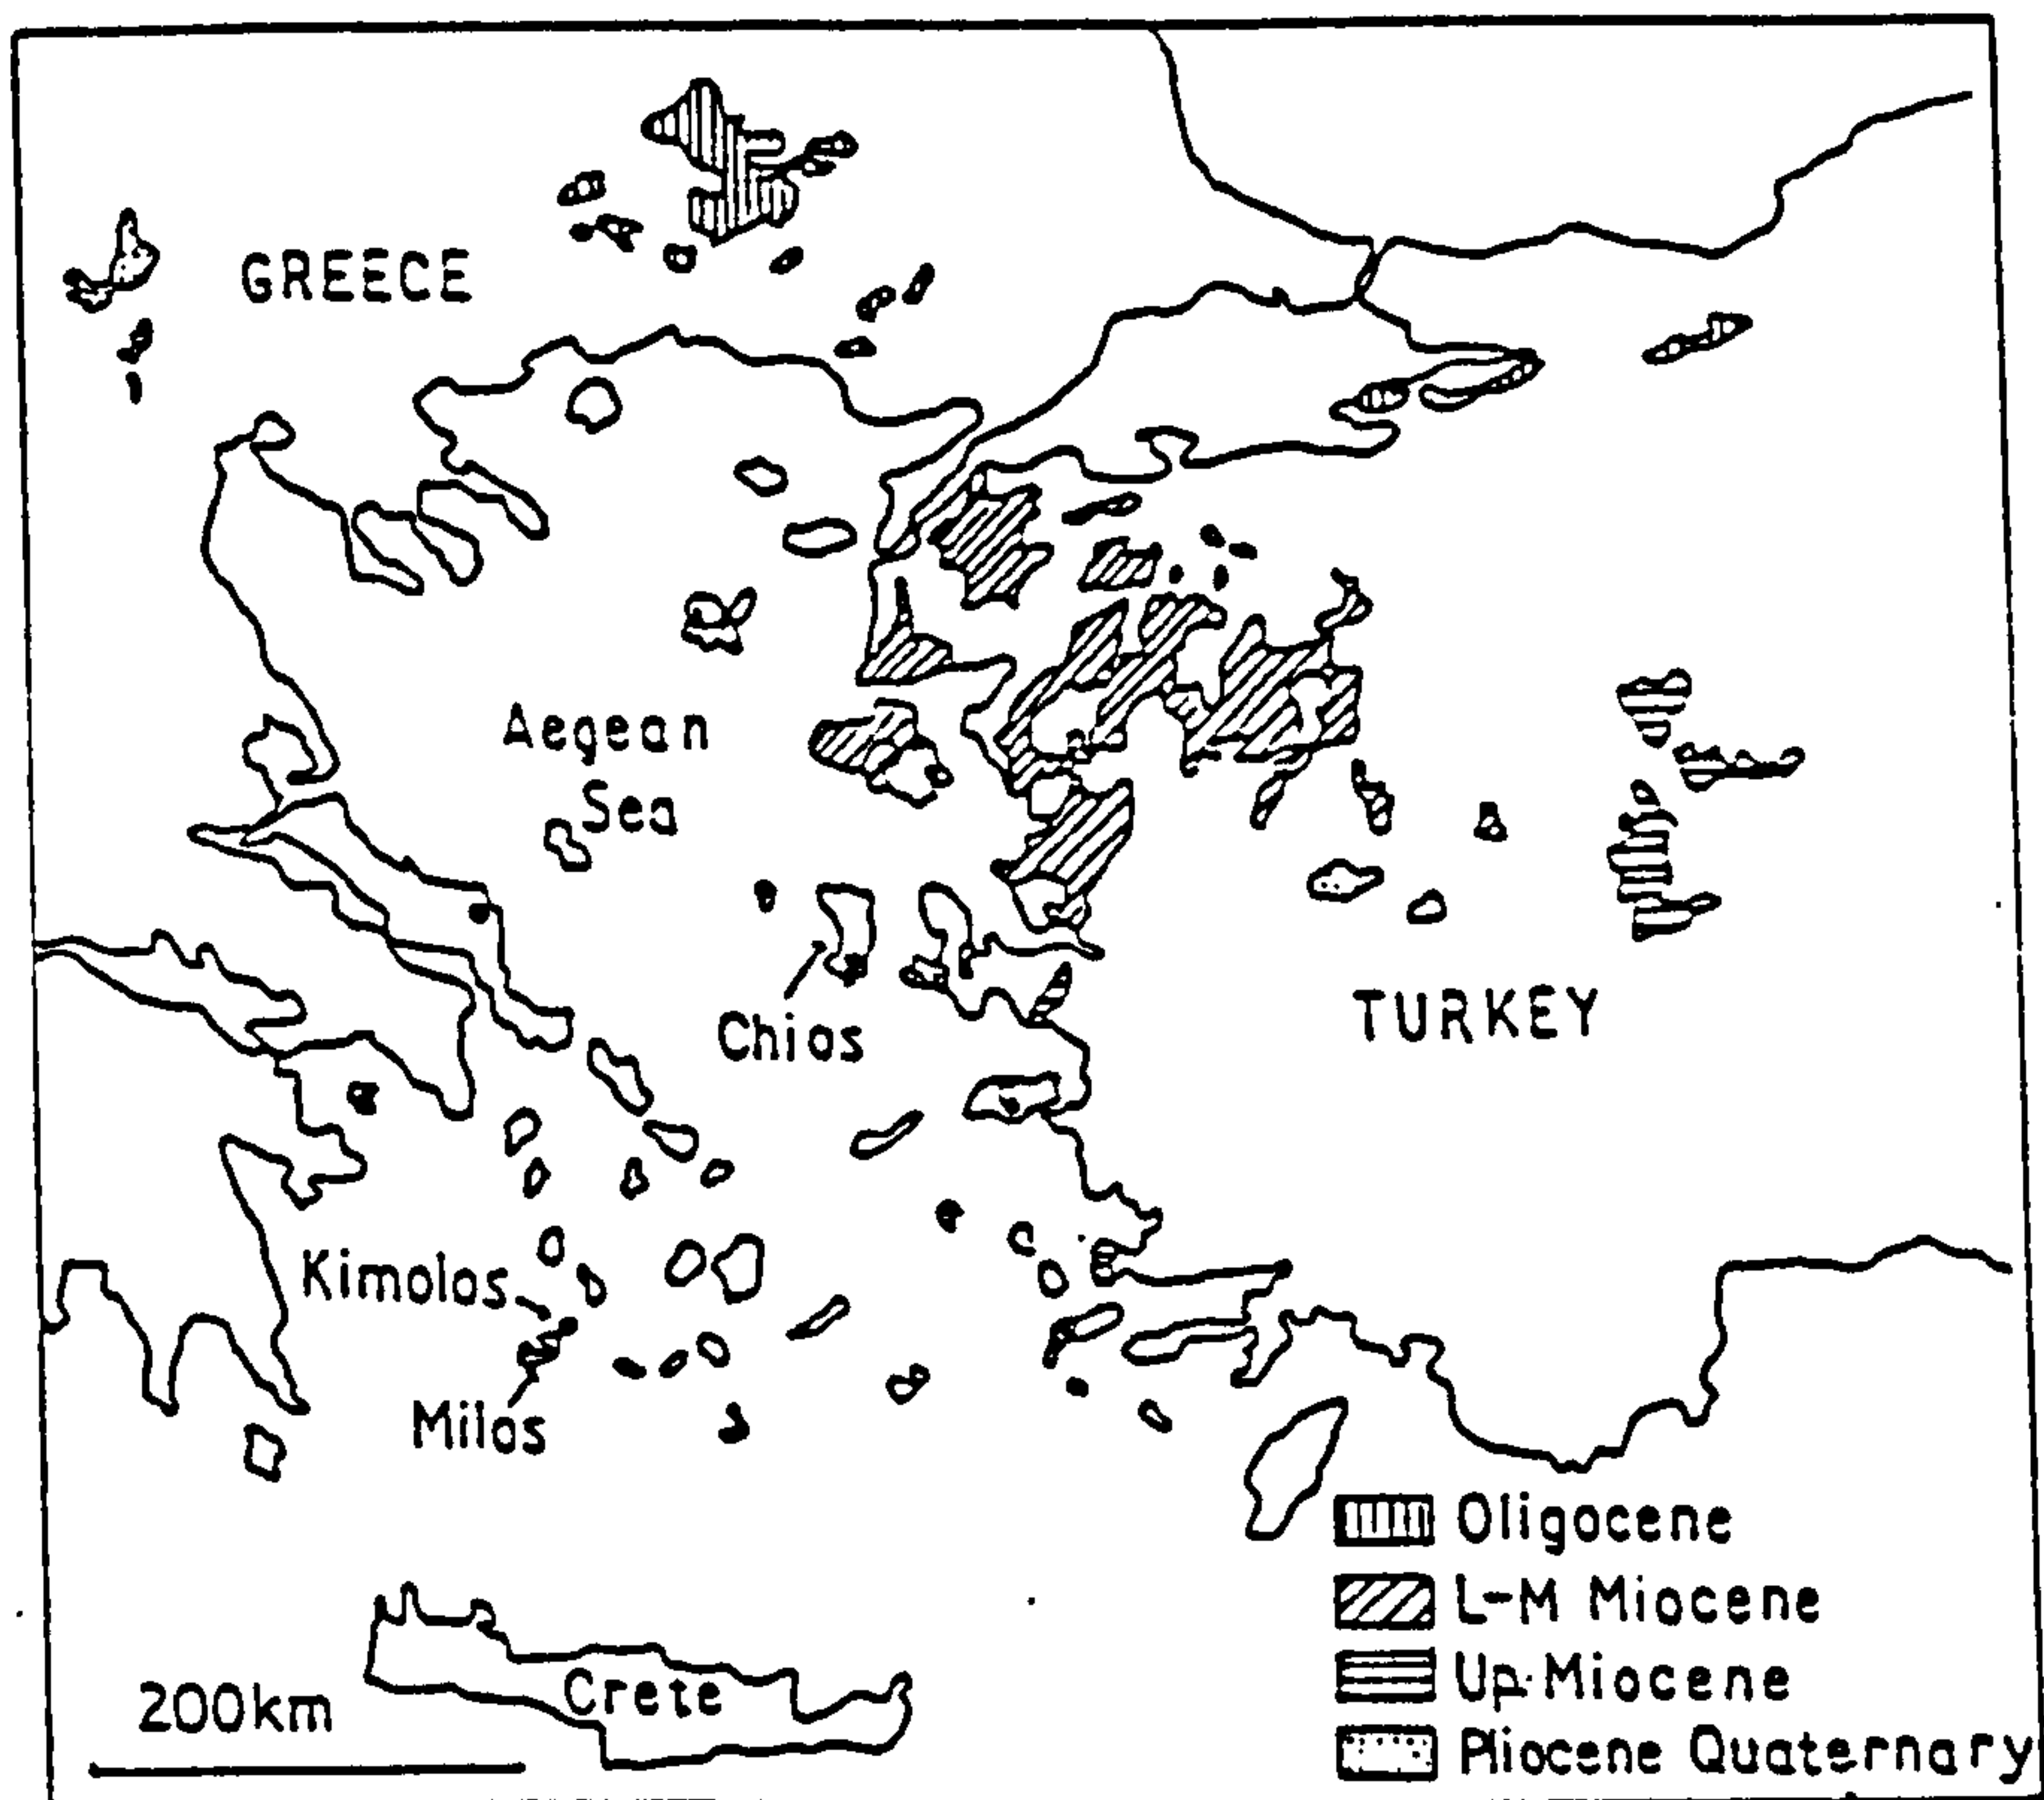 GREECE
Aegean
Sea
Chios
TURKEY
Kimolos
Milos
Oligocene
L-M Miocene
Up. Miocene
Pliocene Quaternary
Crete
200km